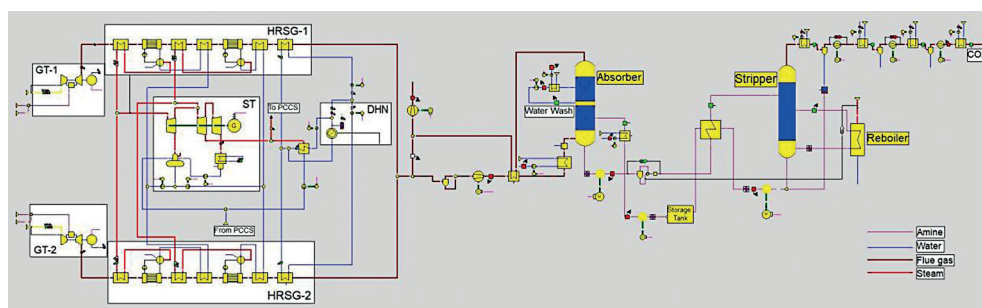 HRSG-1
GT-1
ST
To PCCS
DHN
G
From PCCS
GT-2
HRSG-2
Absorber
Water Wash
Storage
Tank
Stripper
Reboiler
Amine
Water
Flue gas
Steam